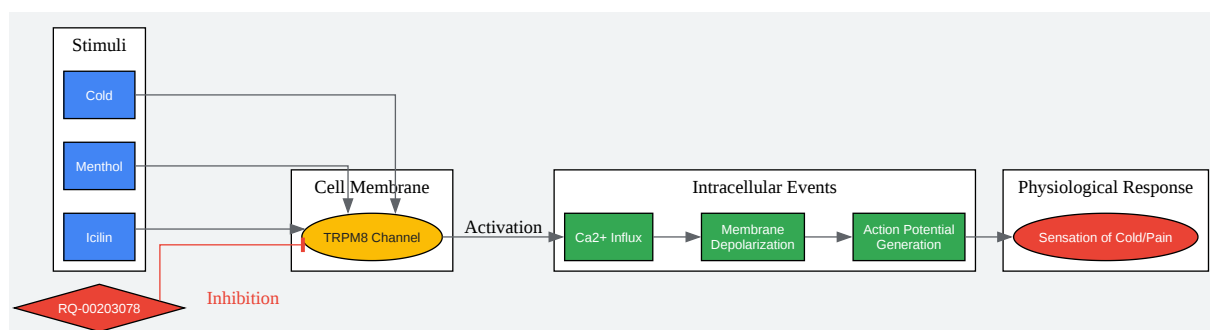 Stimuli
Cold
Menthol
Icilin
RQ-00203078
Inhibition
Cell Membrane
TRPM8 Channel
Activation
Intracellular Events
Ca2+ Influx
Membrane
Depolarization
Action Potential
Generation
Physiological Response
Sensation of Cold/Pain